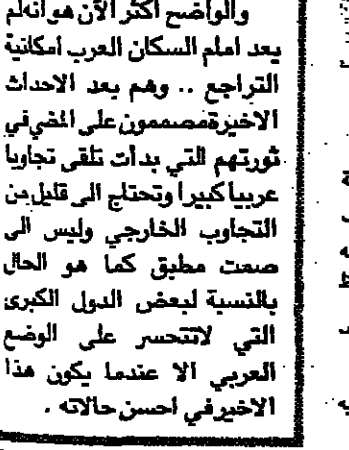 والواضح اكثر الآن هو انه لم
يعد امام السكان العرب امكانية
التراجع .. وهم بعد الاحداث
الاخيرة مصممون على المضي في
ثورتهم التي بدأت تلقى تجاوبا
عربيا كبيرا وتحتاج الى قليل من
التجاوب الخارجي وليس الى
صمت مطبق كما هو الحال
بالنسبة لبعض الدول الكبرى
التي لاتتحسر على الوضع
العربي الا عندما يكون هذا
الاخير في احسن حالاته .